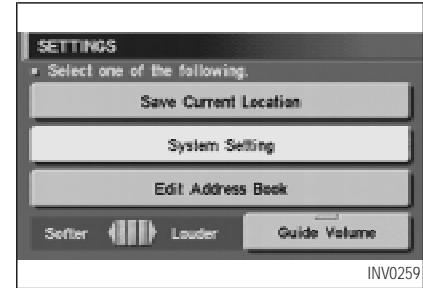 SETTINGS
Select one of the following.
Save Current Location
System Setting
Edit Address Book
Softer Louder Guide Volume
INV0259